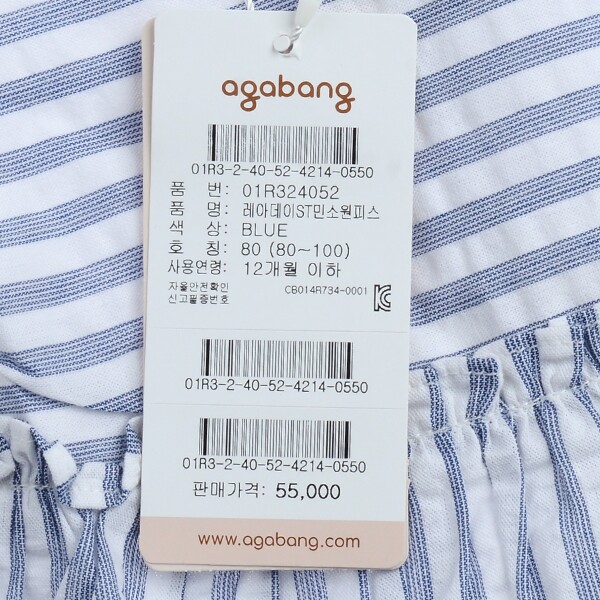 agabang
01R3-2-40-52-4214-0550
품 번: 01R324052
품 명: 레아데이ST민소원피스
색 상: BLUE
호 칭: 80 (80~100)
사용연령: 12개월 이하
자율안전확인
신고필증번호 CB014R734-0001
01R3-2-40-52-4214-0550
01R3-2-40-52-4214-0550
판매가격: 55,000
www.agabang.com